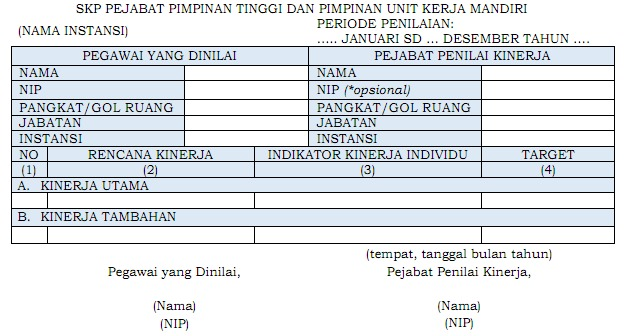 SKP PEJABAT PIMPINAN TINGGI DAN PIMPINAN UNIT KERJA MANDIRI
(NAMA INSTANSI) PERIODE PENILAIAN:
..... JANUARI SD ... DESEMBER TAHUN ....
PEGAWAI YANG DINILAI PEJABAT PENILAI KINERJA
NAMA NAMA
NIP NIP (*opsional)
PANGKAT/GOL RUANG PANGKAT/GOL RUANG
JABATAN JABATAN
INSTANSI INSTANSI
NO RENCANA KINERJA INDIKATOR KINERJA INDIVIDU TARGET
(1) (2) (3) (4)
A. KINERJA UTAMA
B. KINERJA TAMBAHAN
(tempat, tanggal bulan tahun)
Pegawai yang Dinilai, Pejabat Penilai Kinerja,
(Nama) (Nama)
(NIP) (NIP)